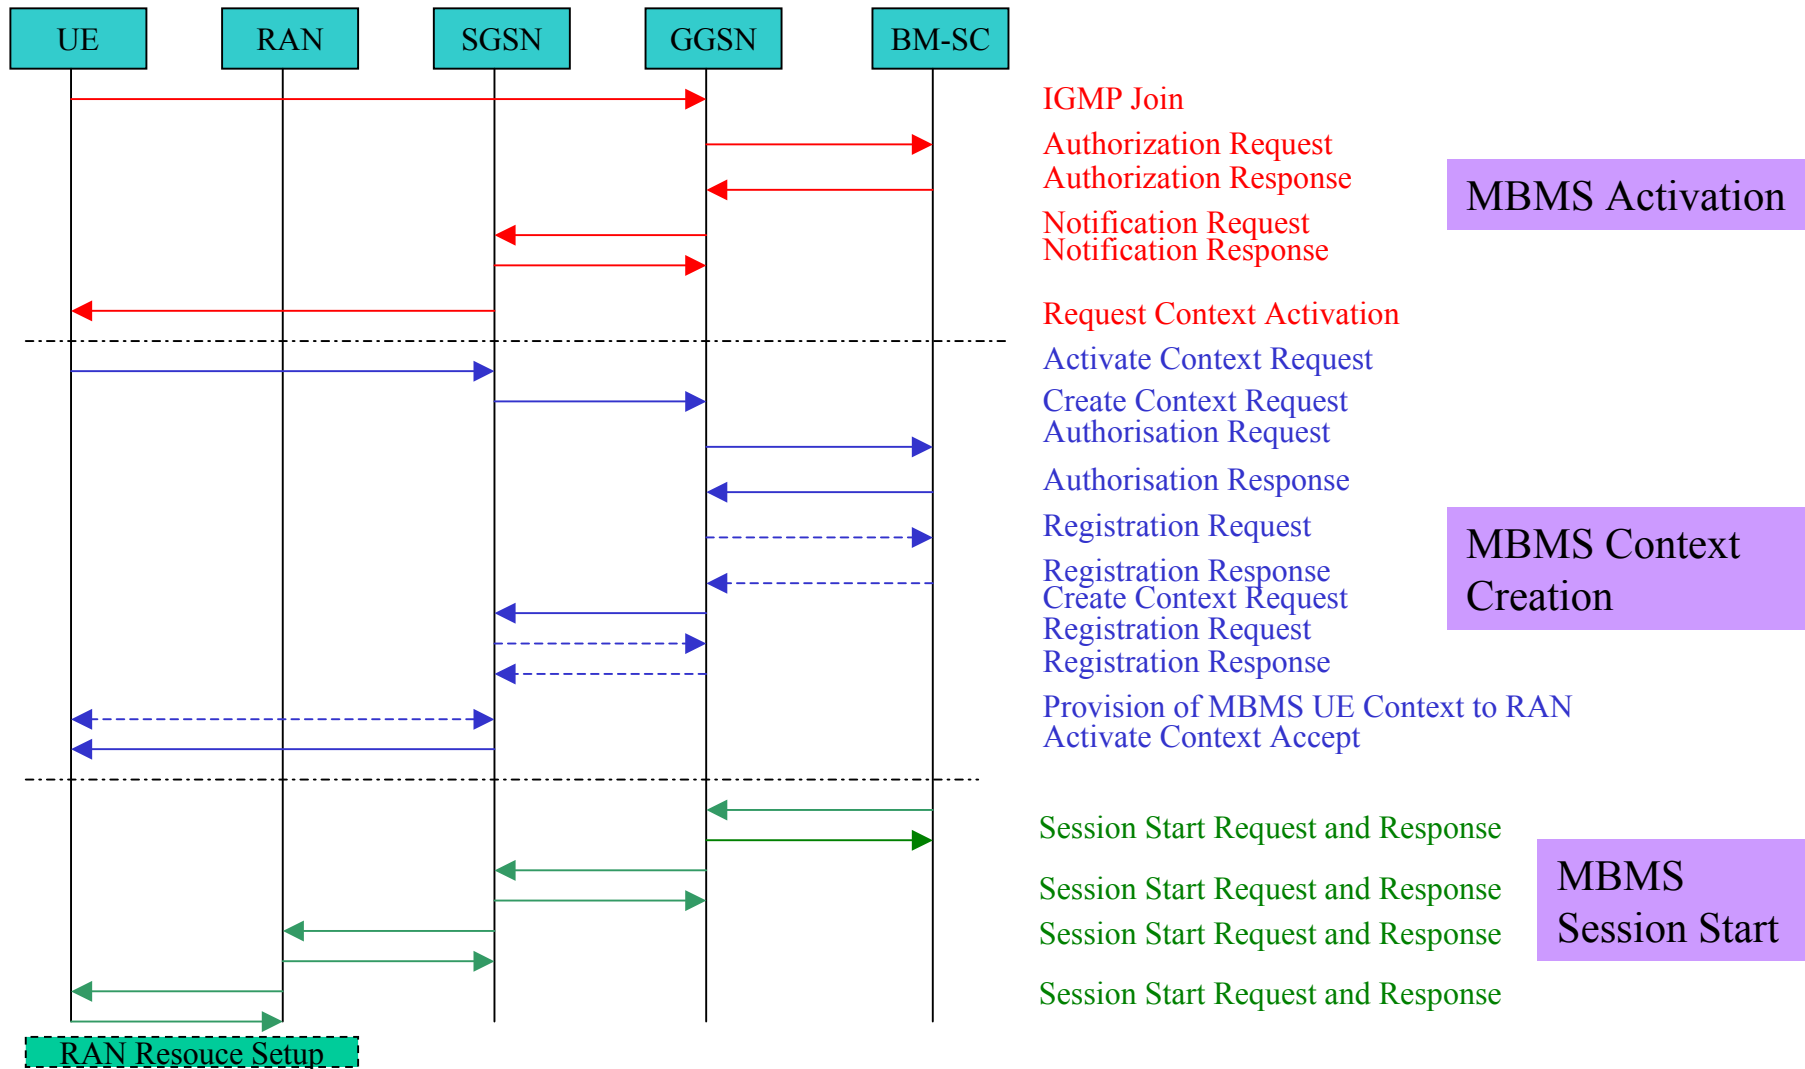 UE
RAN
SGSN
GGSN
BM-SC
IGMP Join
Authorization Request
Authorization Response
Notification Request
Notification Response
Request Context Activation
MBMS Activation
Activate Context Request
Create Context Request
Authorisation Request
Authorisation Response
Registration Request
Registration Response
Create Context Request
Registration Request
Registration Response
Provision of MBMS UE Context to RAN
Activate Context Accept
MBMS Context
Creation
Session Start Request and Response
Session Start Request and Response
Session Start Request and Response
Session Start Request and Response
MBMS
Session Start
RAN Resouce Setup